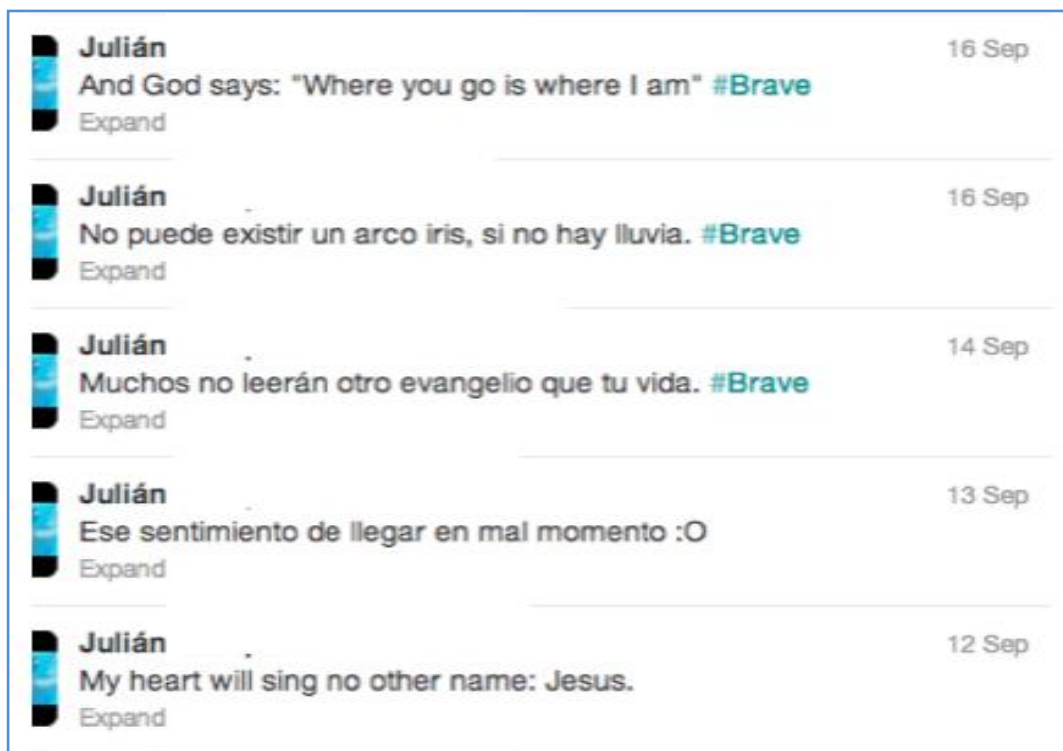 Julián 16 Sep
And God says: "Where you go is where I am" #Brave
Expand
Julián 16 Sep
No puede existir un arco iris, si no hay lluvia. #Brave
Expand
Julián 14 Sep
Muchos no leerán otro evangelio que tu vida. #Brave
Expand
Julián 13 Sep
Ese sentimiento de llegar en mal momento :O
Expand
Julián 12 Sep
My heart will sing no other name: Jesus.
Expand